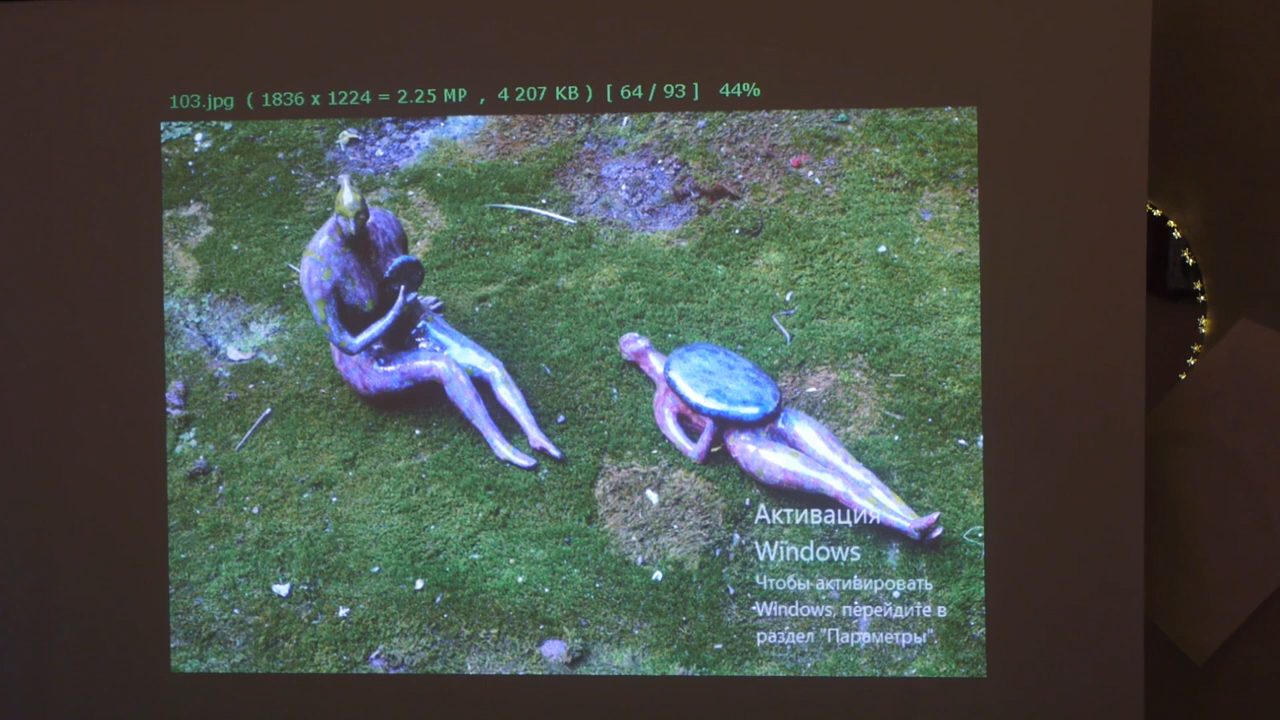 103.jpg ( 1836 x 1224 = 2.25 MP , 4 207 KB ) [ 64 / 93 ] 44%
Активация
Windows
Чтобы активировать
Windows, перейдите в
раздел "Параметры".